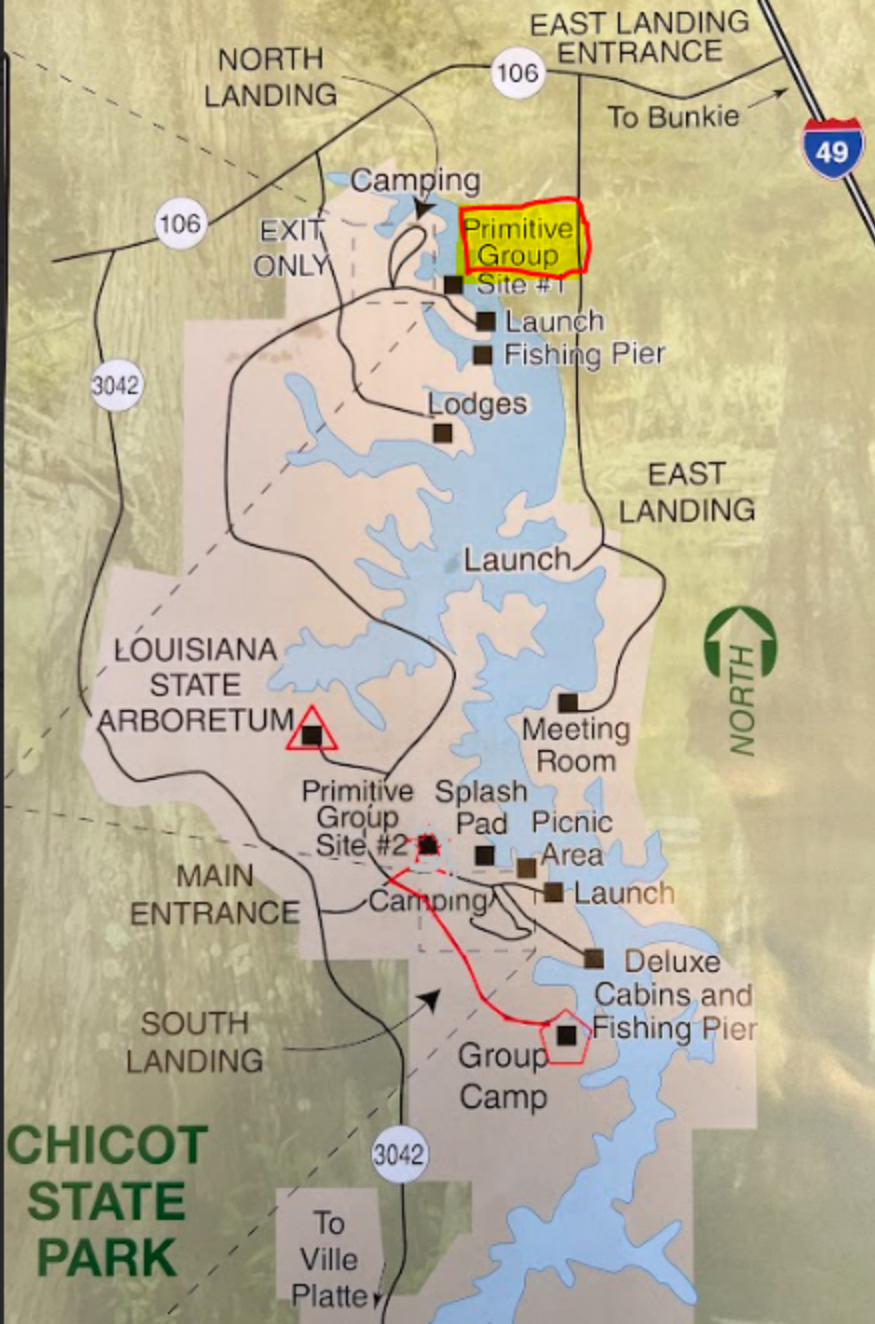 EAST LANDING
ENTRANCE
NORTH
LANDING
106
To Bunkie
49
Camping
106
EXIT
ONLY
Primitive
Group
Site #1
Launch
Fishing Pier
3042
Lodges
EAST
LANDING
Launch
LOUISIANA
STATE
ARBORETUM
NORTH
Meeting
Room
Primitive
Group
Site #2
Splash
Pad
Picnic
Area
MAIN
ENTRANCE
Camping
Launch
Deluxe
Cabins and
Fishing Pier
SOUTH
LANDING
Group
Camp
CHICOT
STATE
PARK
3042
To
Ville
Platte